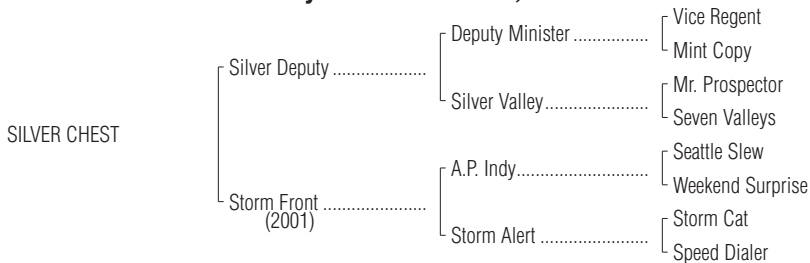 Vice Regent
Deputy Minister ................
Mint Copy
Silver Deputy ....................
Mr. Prospector
Silver Valley......................
Seven Valleys
SILVER CHEST
Seattle Slew
A.P. Indy............................
Weekend Surprise
Storm Front ......................
(2001)
Storm Cat
Storm Alert .......................
Speed Dialer